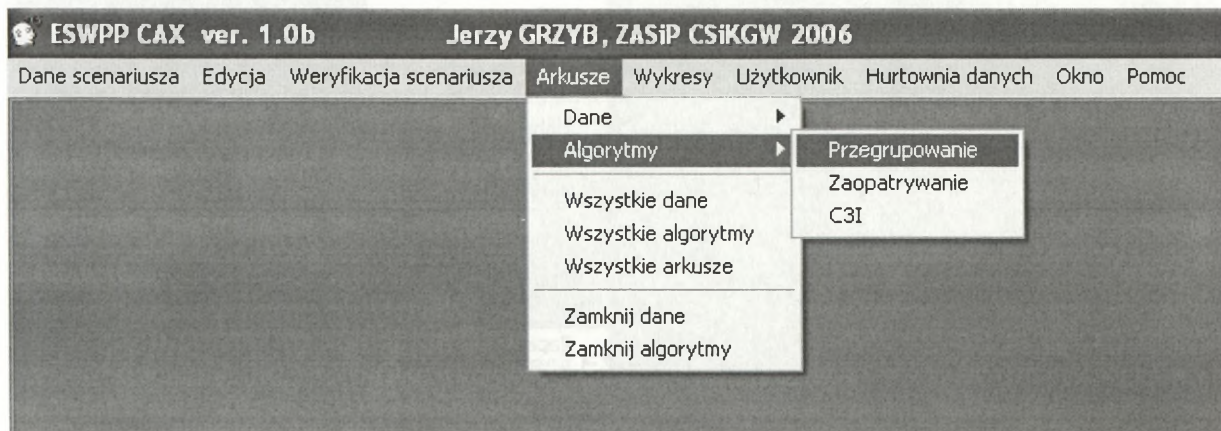 ESWPP CAX ver. 1.0b Jerzy GRZYB, ZASiP CSiKGW 2006
Dane scenariusza Edycja Weryfikacja scenariusza Arkusze Wykresy Użytkownik Hurtownia danych Okno Pomoc
Dane
Algorytmy
Przegrupowanie
Zaopatrywanie
C3I
Wszystkie dane
Wszystkie algorytmy
Wszystkie arkusze
Zamknij dane
Zamknij algorytmy